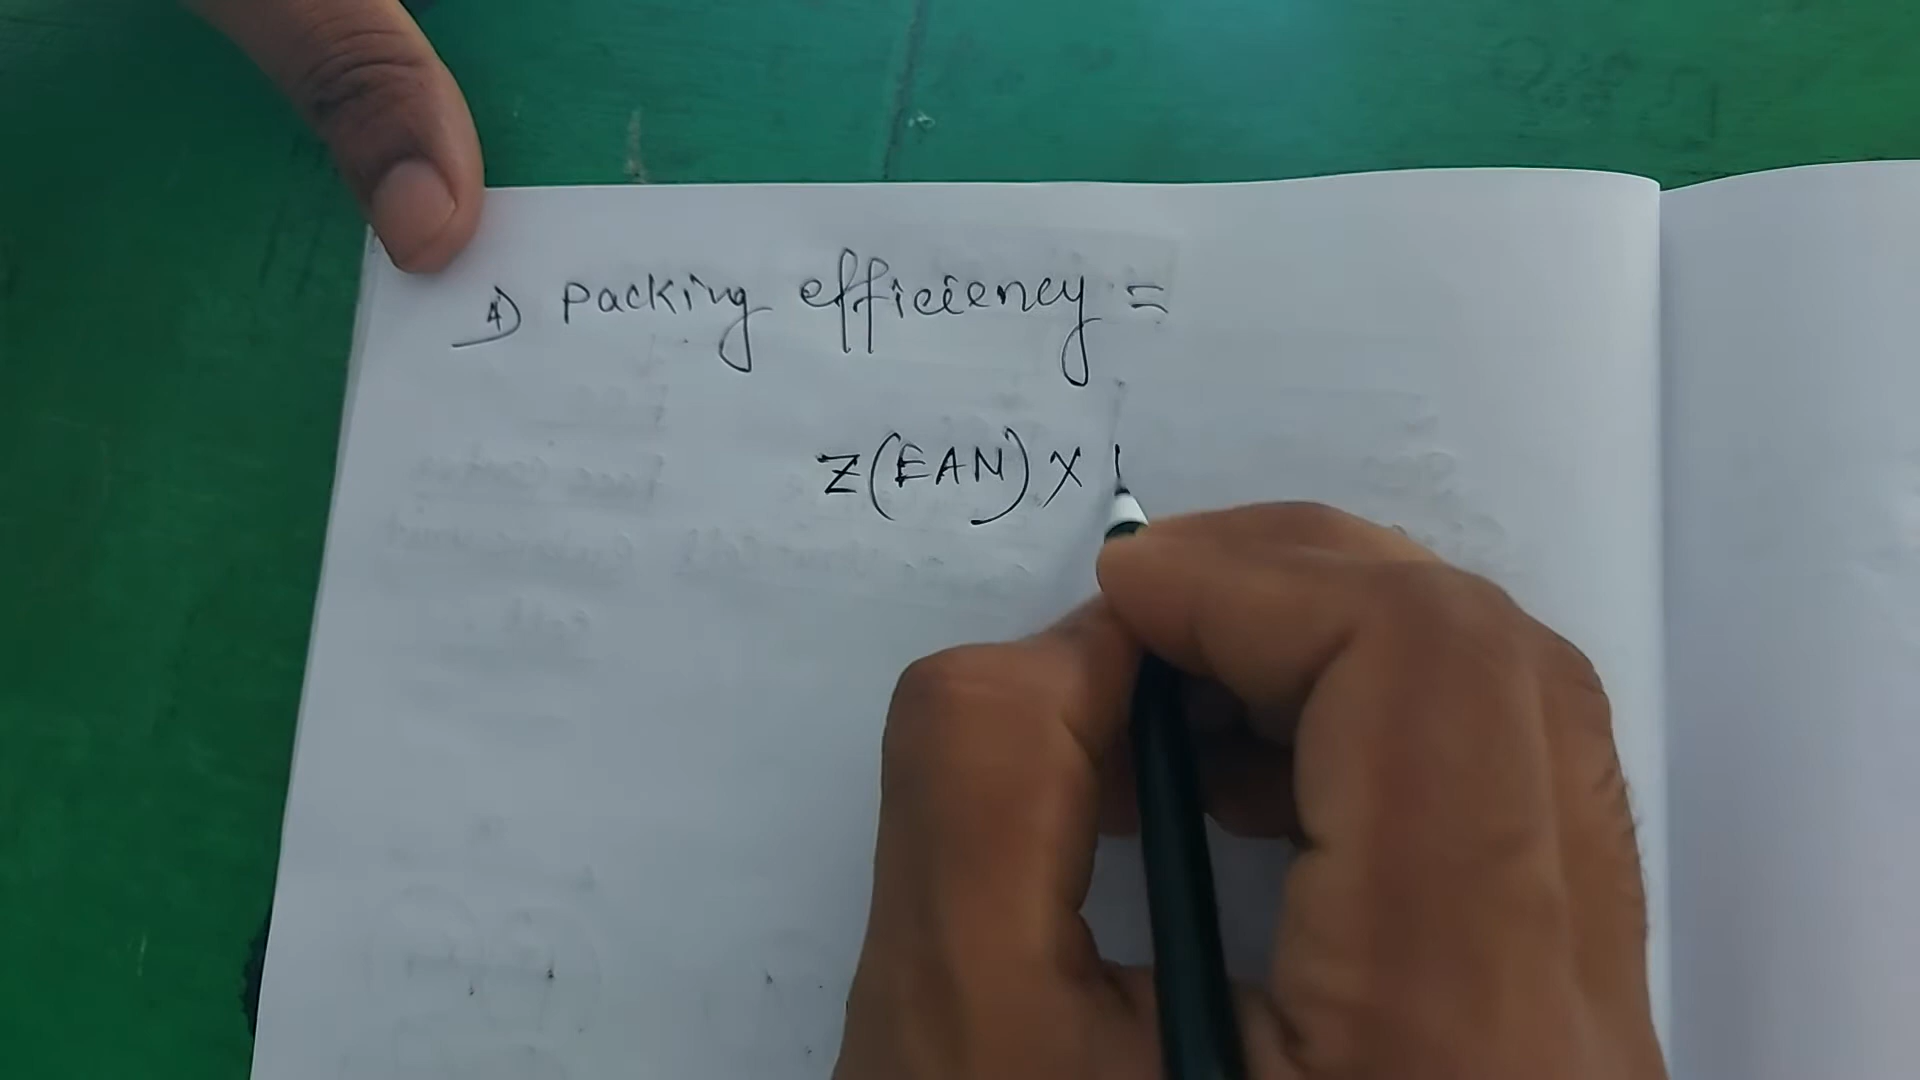 4) Packing efficiency =
Z(EAN) X